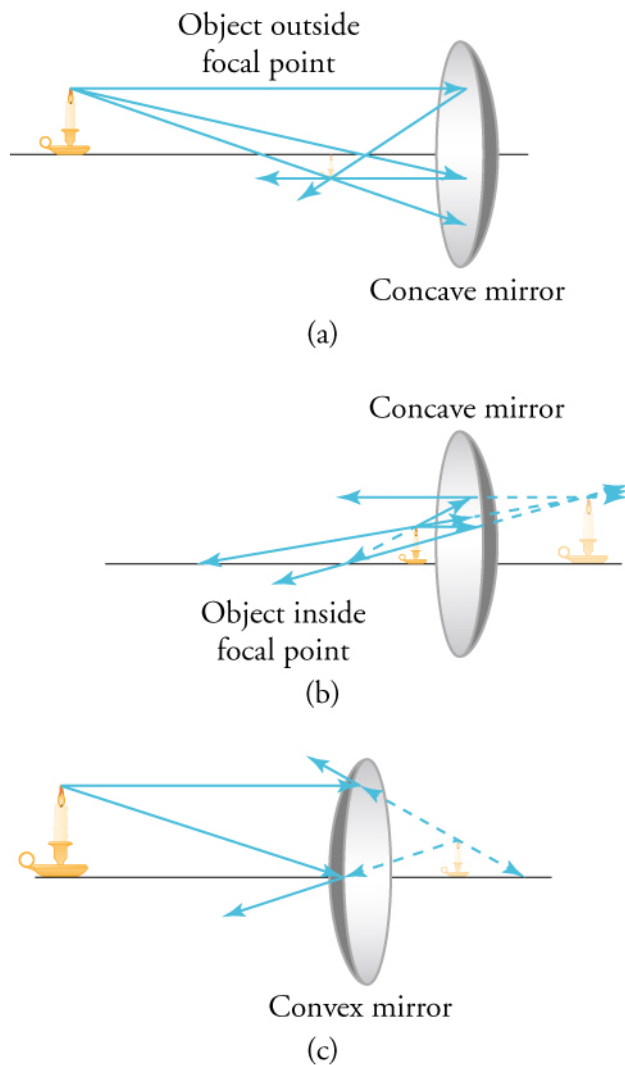 Object outside
focal point
Concave mirror
(a)
Concave mirror
Object inside
focal point
(b)
Convex mirror
(c)